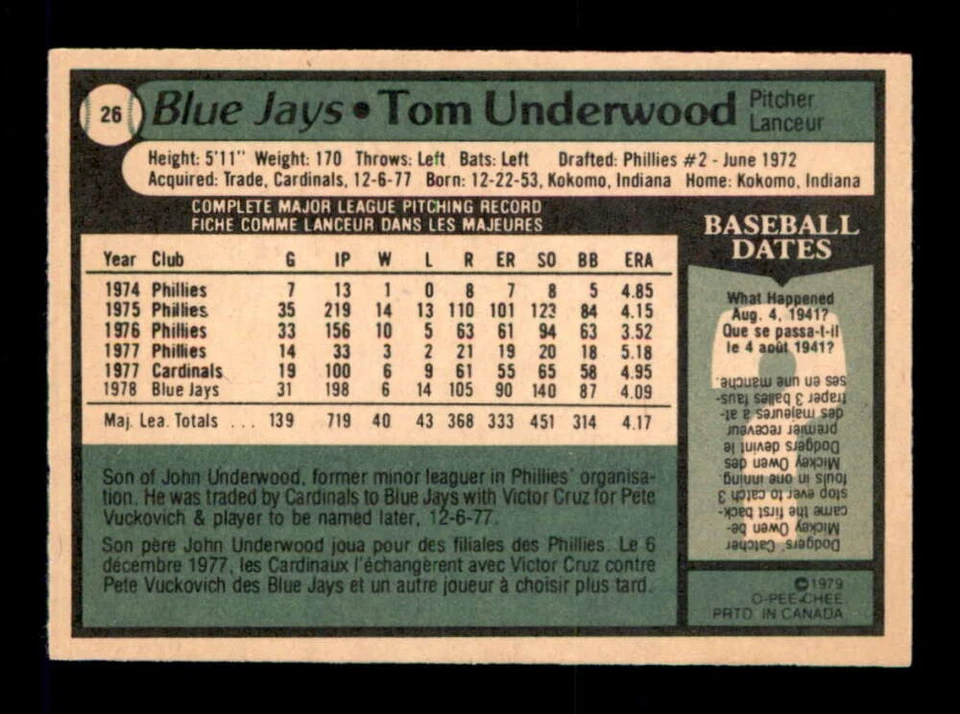 26
Blue Jays • Tom Underwood
Pitcher
Lanceur
Height: 5'11" Weight: 170 Throws: Left Bats: Left Drafted: Phillies #2 - June 1972
Acquired: Trade, Cardinals, 12-6-77 Born: 12-22-53, Kokomo, Indiana Home: Kokomo, Indiana
COMPLETE MAJOR LEAGUE PITCHING RECORD
FICHE COMME LANCEUR DANS LES MAJEURES
Year Club G IP W L R ER SO BB ERA
1974 Phillies 7 13 1 0 8 7 8 5 4.85
1975 Phillies 35 219 14 13 110 101 123 84 4.15
1976 Phillies 33 156 10 5 63 61 94 63 3.52
1977 Phillies 14 33 3 2 21 19 20 18 5.18
1977 Cardinals 19 100 6 9 61 55 65 58 4.95
1978 Blue Jays 31 198 6 14 105 90 140 87 4.09
Maj. Lea. Totals ... 139 719 40 43 368 333 451 314 4.17
Son of John Underwood, former minor leaguer in Phillies' organisa-
tion. He was traded by Cardinals to Blue Jays with Victor Cruz for Pete
Vuckovich & player to be named later, 12-6-77.
Son père John Underwood joua pour des filiales des Phillies. Le 6
décembre 1977, les Cardinaux l'échangèrent avec Victor Cruz contre
Pete Vuckovich des Blue Jays et un autre joueur à choisir plus tard.
BASEBALL
DATES
What Happened
Aug. 4, 1941?
Que se passa-t-il
le 4 août 1941?
Dodgers' Catcher
Mickey Owen be-
came the first back-
stop ever to catch 3
fouls in one inning
Mickey Owen des
Dodgers devint le
premier receveur
des majeures à at-
traper 3 balles faus-
ses en une manche.
©1979
O-PEE-CHEE
PRTD. IN CANADA